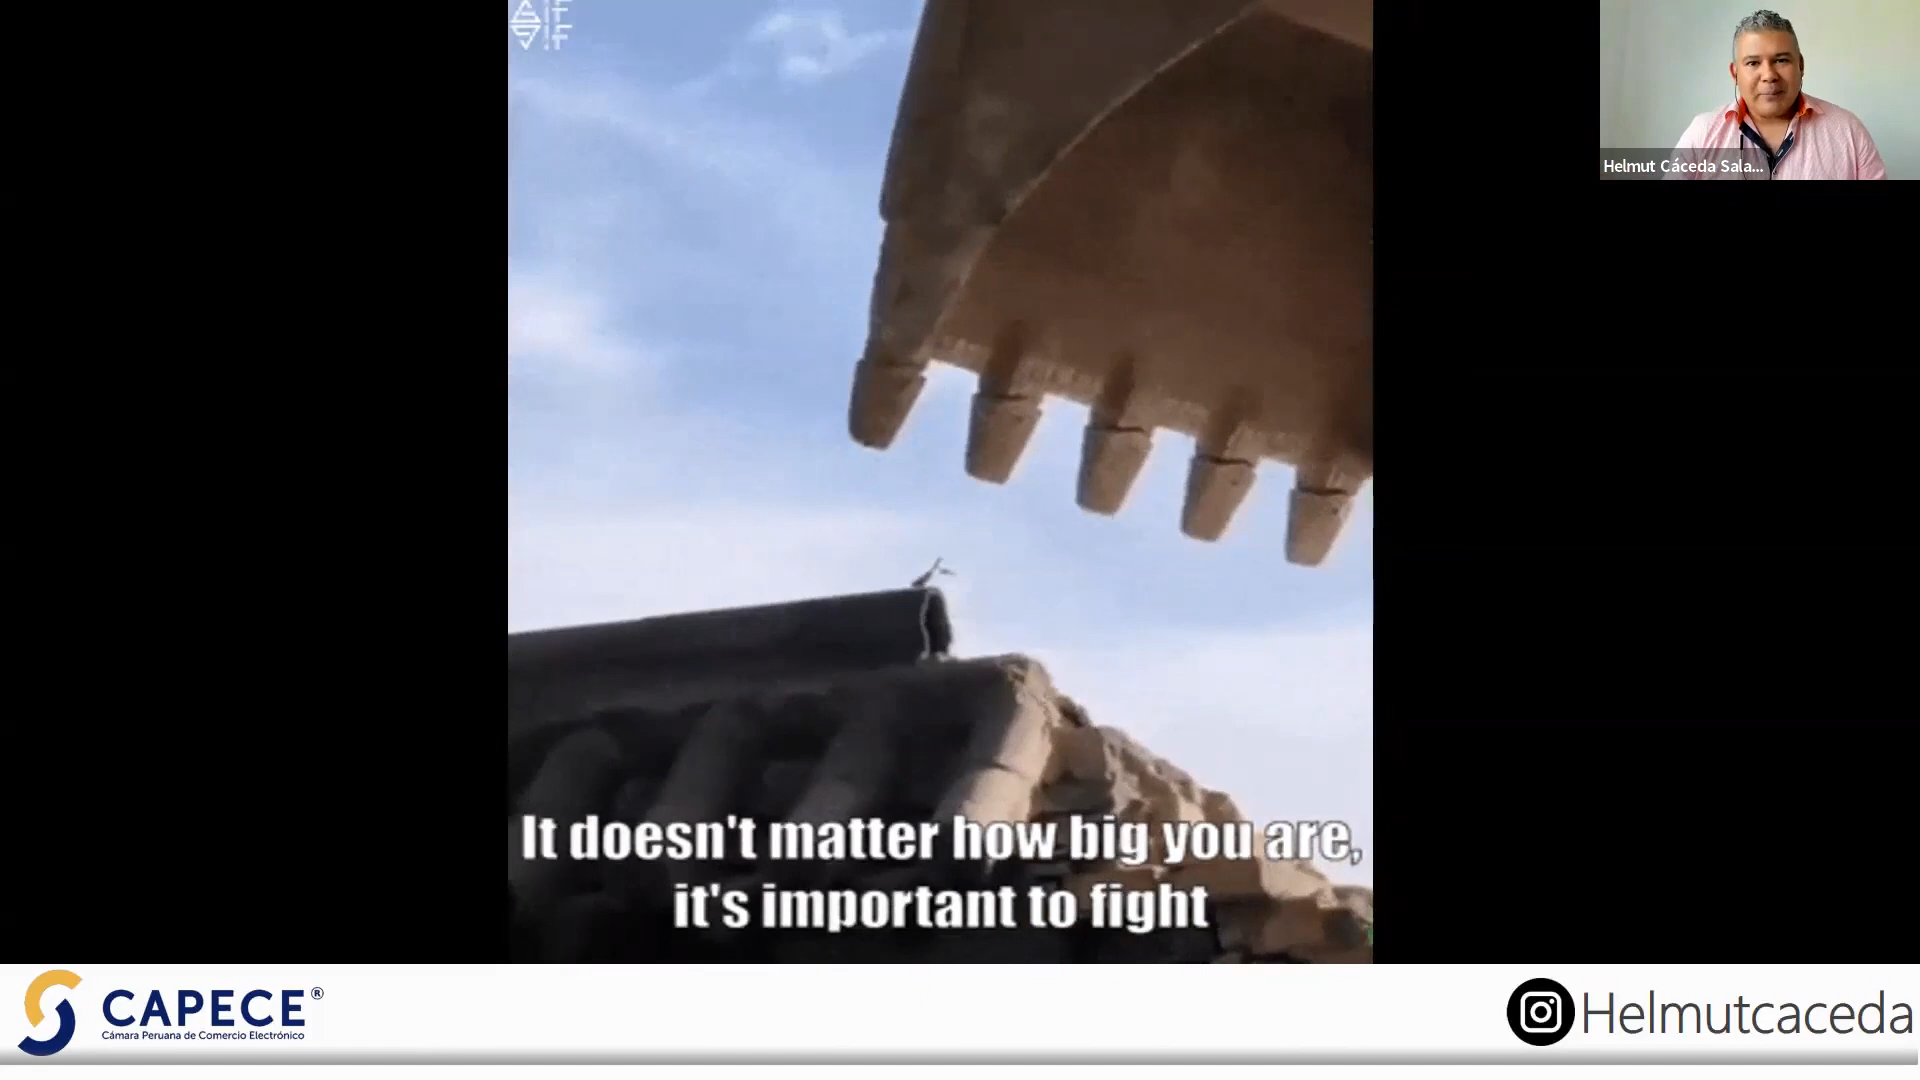 Helmut Cáceda Sala...
It doesn't matter how big you are,
it's important to fight
CAPECE®
Cámara Peruana de Comercio Electrónico
Helmutcaceda